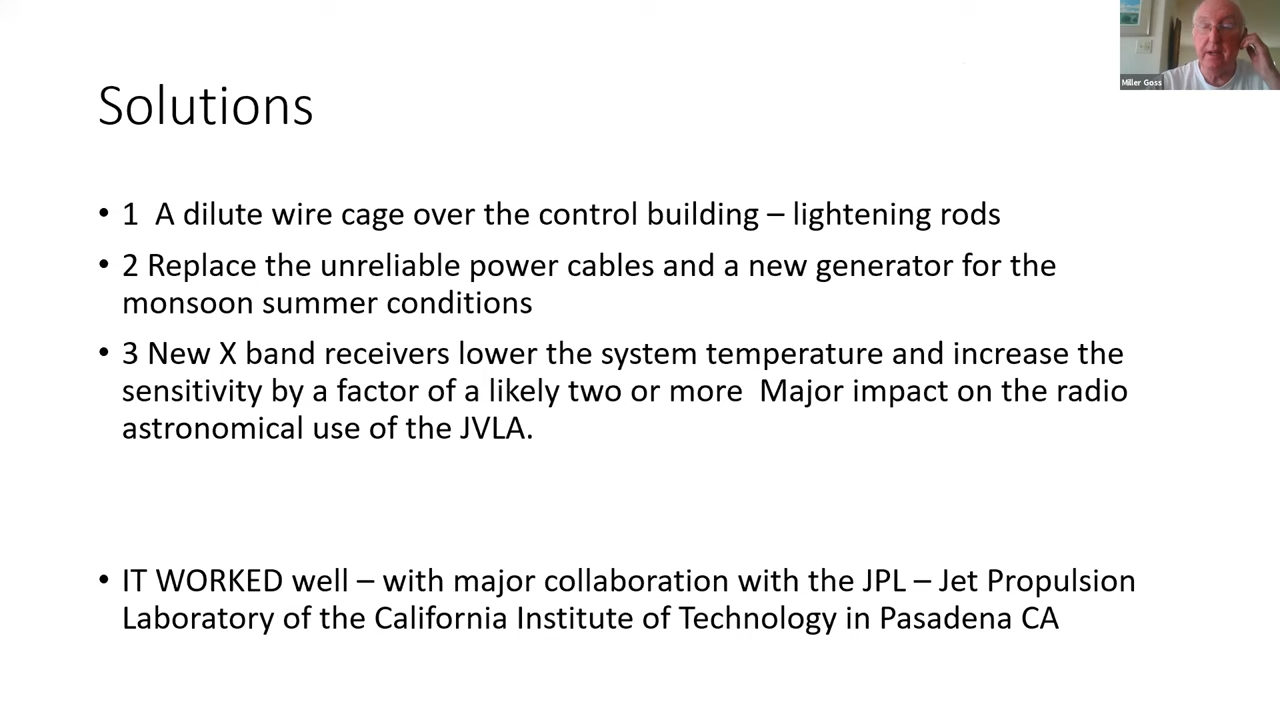 Miller Goss
Solutions
• 1  A dilute wire cage over the control building – lightening rods
• 2 Replace the unreliable power cables and a new generator for the
monsoon summer conditions
• 3 New X band receivers lower the system temperature and increase the
sensitivity by a factor of a likely two or more  Major impact on the radio
astronomical use of the JVLA.
• IT WORKED well – with major collaboration with the JPL – Jet Propulsion
Laboratory of the California Institute of Technology in Pasadena CA